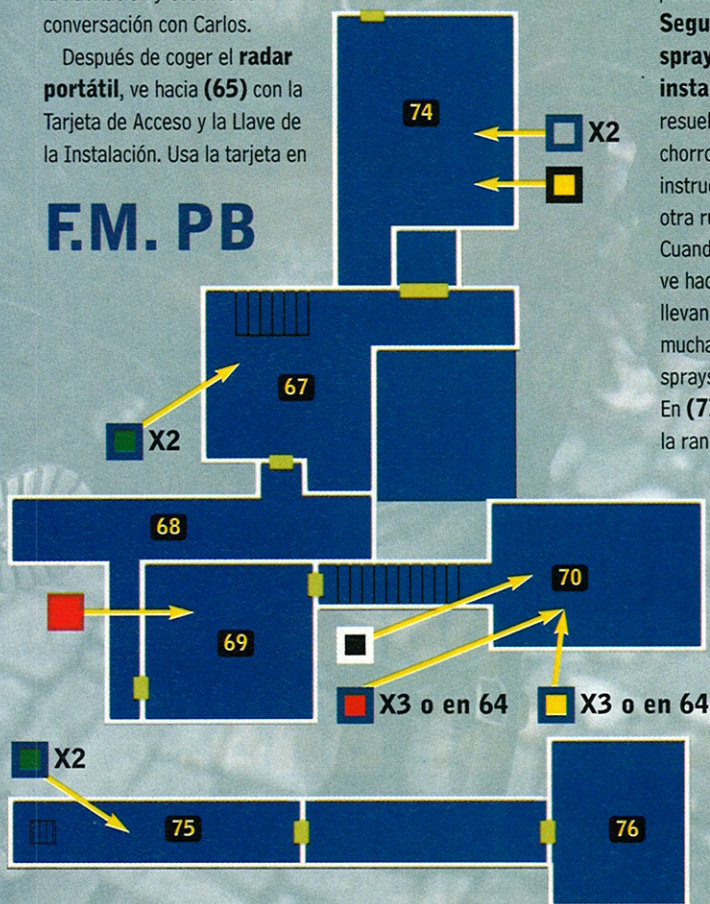 conversación con Carlos.
Después de coger el radar
portátil, ve hacia (65) con la
Tarjeta de Acceso y la Llave de
la Instalación. Usa la tarjeta en
F.M. PB
74
X2
67
X2
68
69
70
X3 o en 64
X3 o en 64
X2
75
76
Segu
spray
insta
resuel
chorro
instruc
otra ru
Cuand
ve hac
llevan
mucha
sprays
En (7
la ran